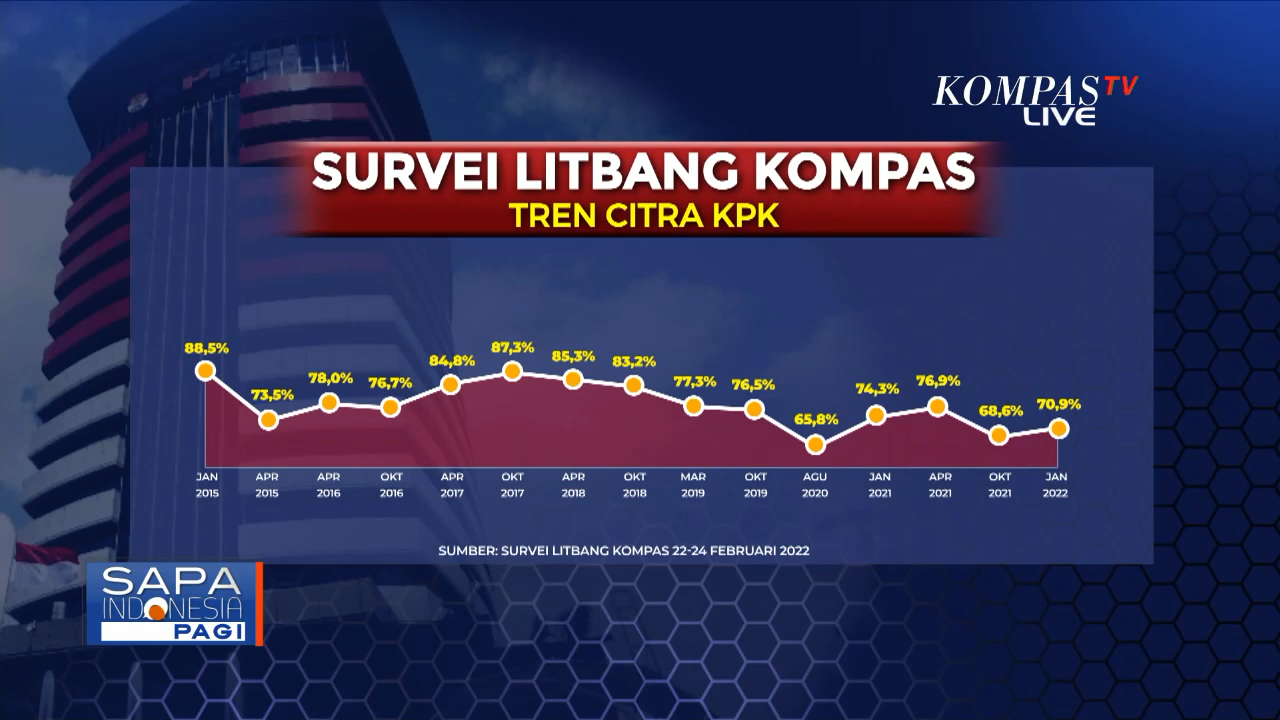 KOMPAS TV
LIVE
SURVEI LITBANG KOMPAS
TREN CITRA KPK
88,5%
73,5%
78,0%
76,7%
84,8%
87,3%
85,3%
83,2%
77,3%
76,5%
65,8%
74,3%
76,9%
68,6%
70,9%
JAN 2015
APR 2015
APR 2016
OKT 2016
APR 2017
OKT 2017
APR 2018
OKT 2018
MAR 2019
OKT 2019
AGU 2020
JAN 2021
APR 2021
OKT 2021
JAN 2022
SUMBER: SURVEI LITBANG KOMPAS 22-24 FEBRUARI 2022
SAPA
INDONESIA
PAGI